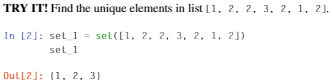 TRY IT! Find the unique elements in list [1, 2, 2, 3, 2, 1, 2].
In [2]: set_1 = set([1, 2, 2, 3, 2, 1, 2])
set_1
Out[2]: {1, 2, 3}